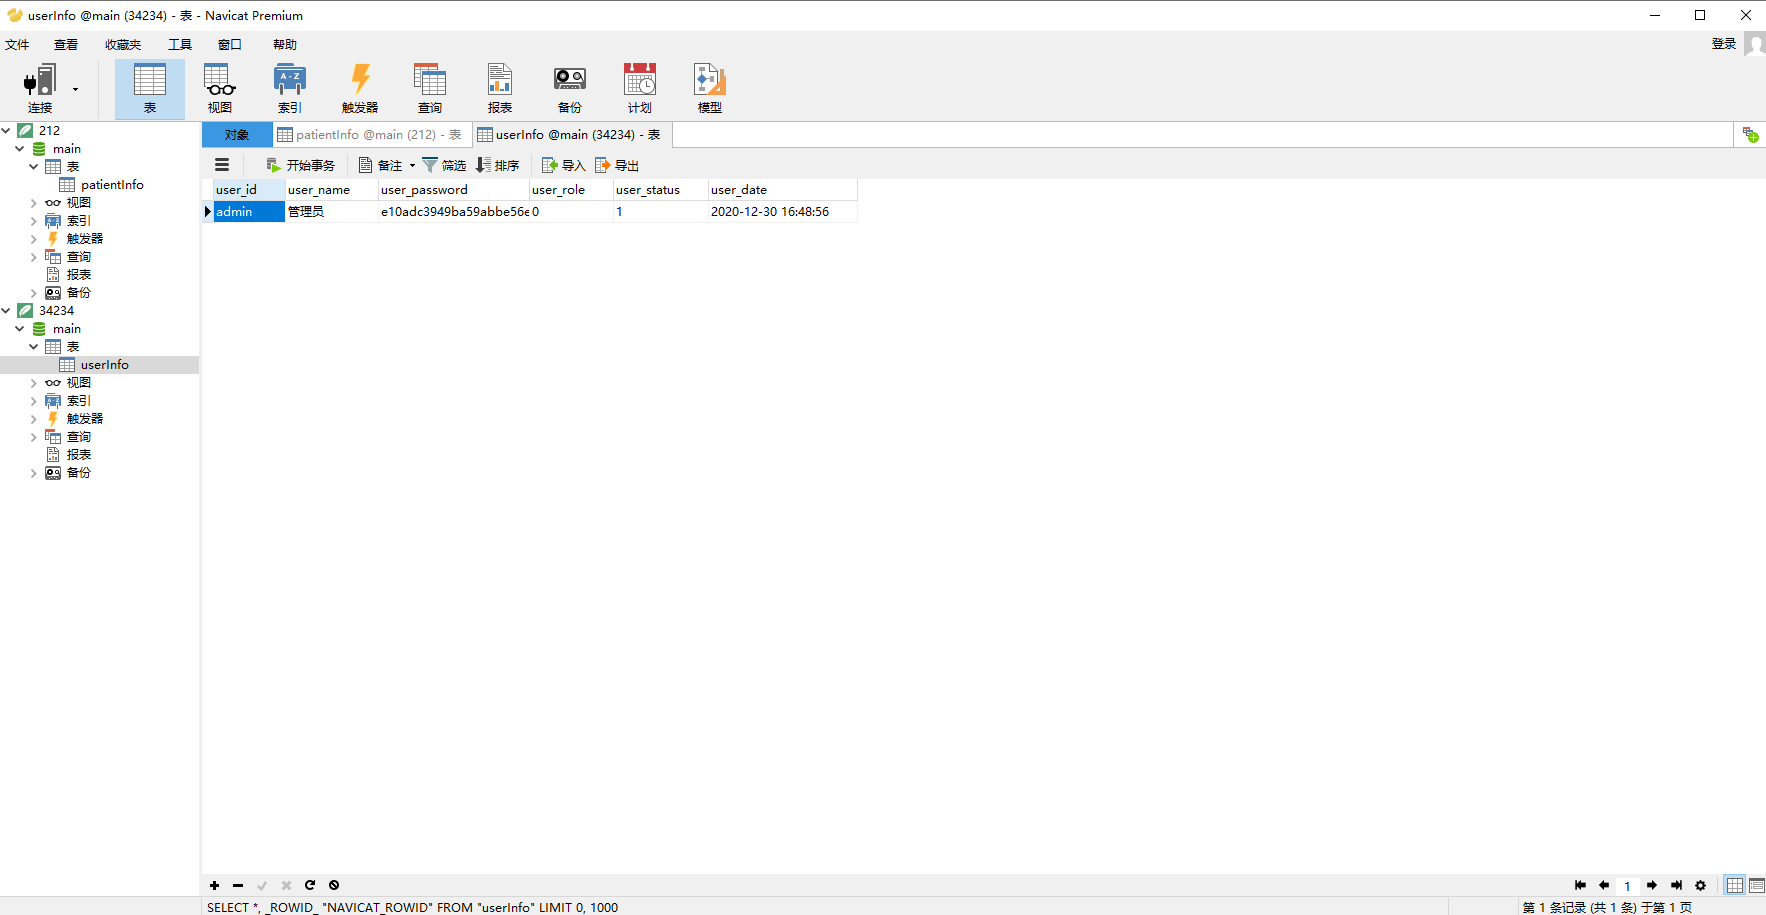 userInfo @main (34234) - 表 - Navicat Premium
文件 查看 收藏夹 工具 窗口 帮助 登录
连接 表 视图 索引 触发器 查询 报表 备份 计划 模型
对象 patientInfo @main (212) - 表 userInfo @main (34234) - 表
开始事务 备注 筛选 排序 导入 导出
212
main
表
patientInfo
视图
索引
触发器
查询
报表
备份
34234
main
表
userInfo
视图
索引
触发器
查询
报表
备份
user_id user_name user_password user_role user_status user_date
admin 管理员 e10adc3949ba59abbe56e 0 1 2020-12-30 16:48:56
1
SELECT *, _ROWID_ "NAVICAT_ROWID" FROM "userInfo" LIMIT 0, 1000
第 1 条记录 (共 1 条) 于第 1 页